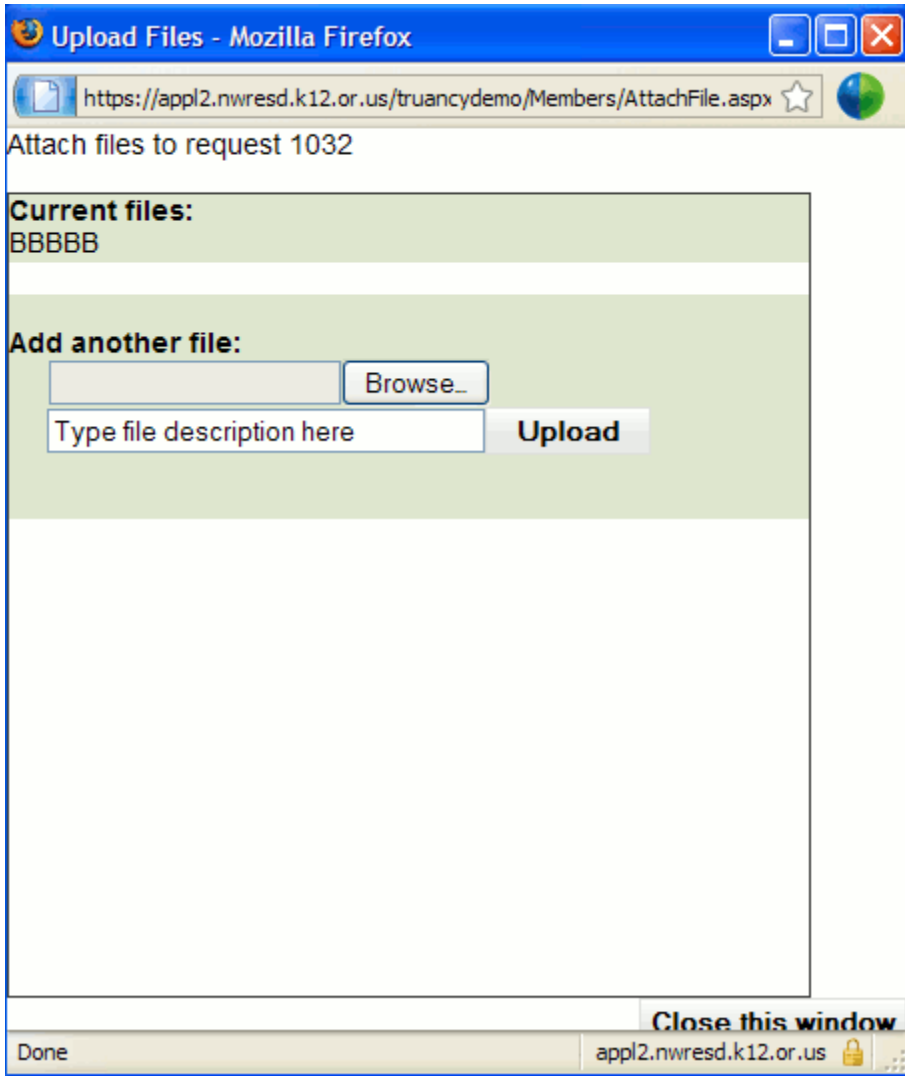 Upload Files - Mozilla Firefox
https://appl2.nwresd.k12.or.us/truancydemo/Members/AttachFile.aspx
Attach files to request 1032
Current files:
BBBBB
Add another file:
Browse...
Type file description here Upload
Close this window
Done appl2.nwresd.k12.or.us